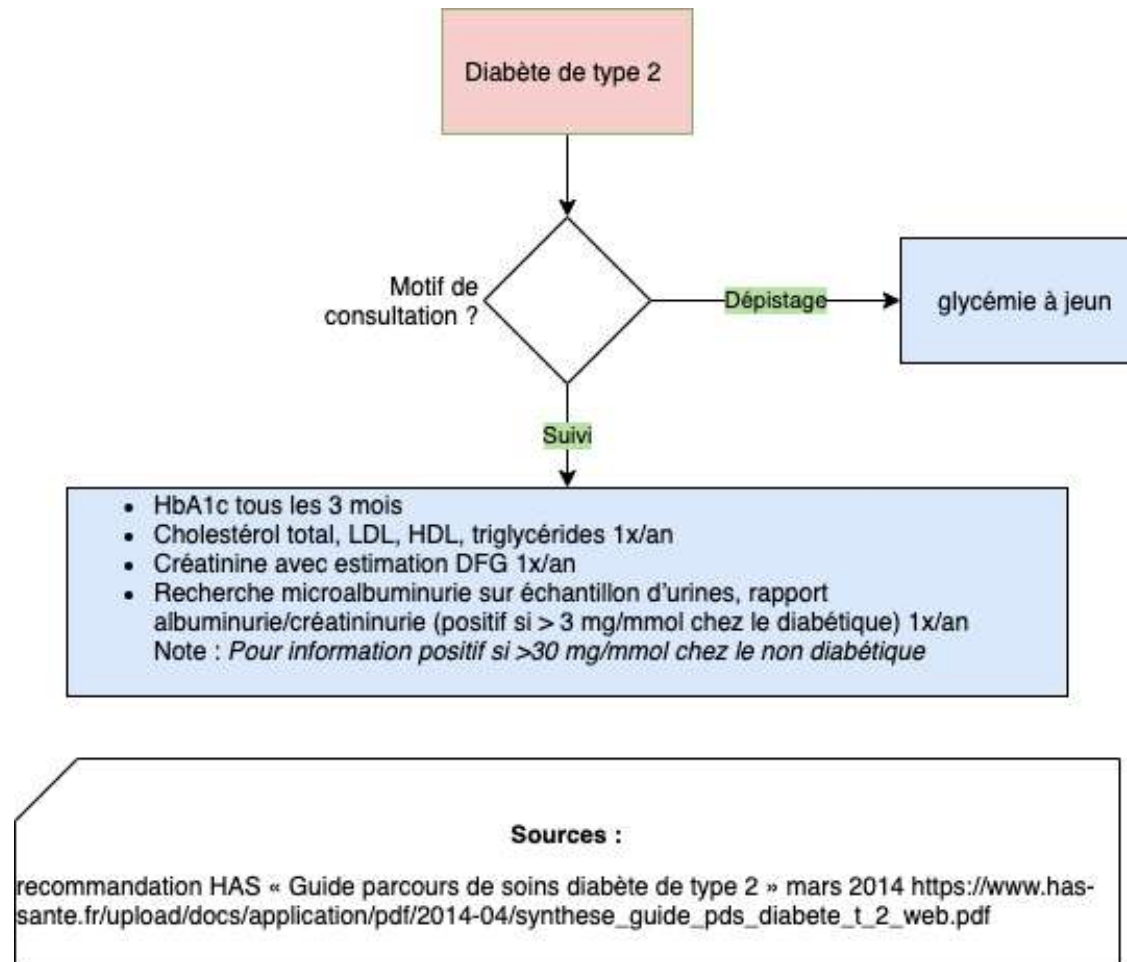 Diabète de type 2
Motif de
consultation ?
Dépistage
glycémie à jeun
Suivi
• HbA1c tous les 3 mois
• Cholestérol total, LDL, HDL, triglycérides 1x/an
• Créatinine avec estimation DFG 1x/an
• Recherche microalbuminurie sur échantillon d'urines, rapport
albuminurie/créatininurie (positif si > 3 mg/mmol chez le diabétique) 1x/an
Note : Pour information positif si >30 mg/mmol chez le non diabétique
Sources :
recommandation HAS « Guide parcours de soins diabète de type 2 » mars 2014 https://www.has-
sante.fr/upload/docs/application/pdf/2014-04/synthese_guide_pds_diabete_t_2_web.pdf